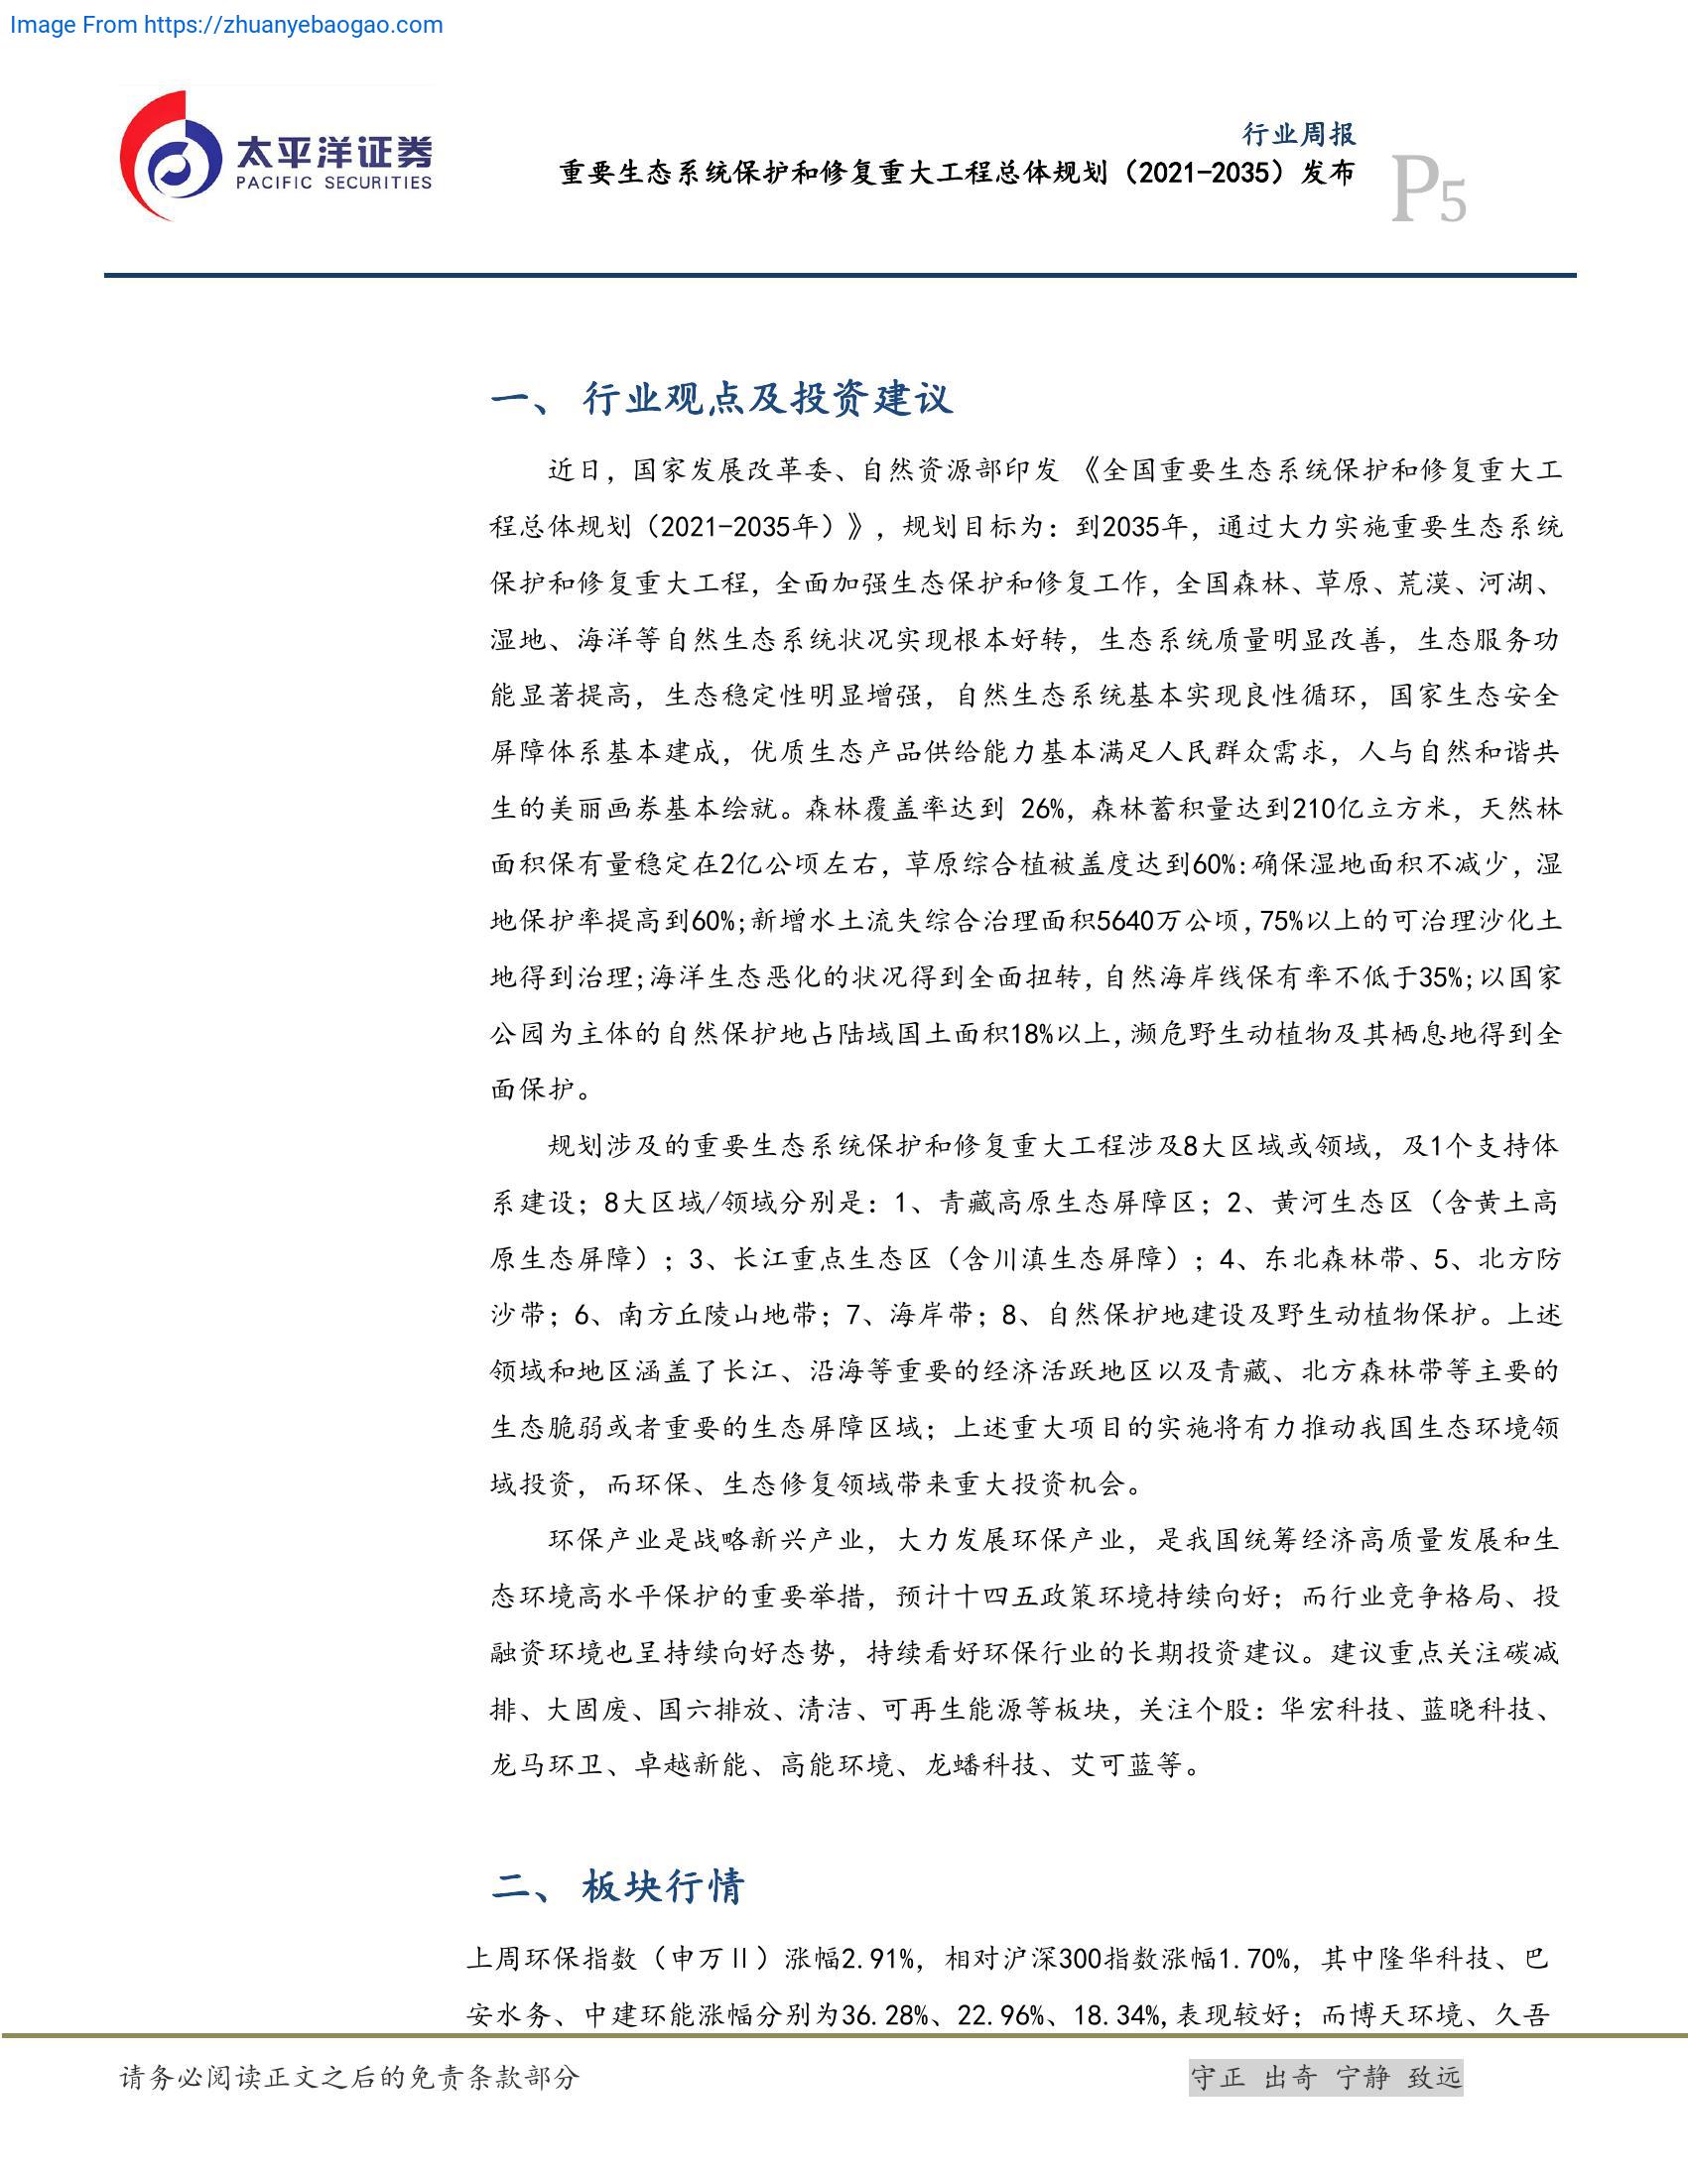 Image From https://zhuanyebaogao.com
太平洋证券
PACIFIC SECURITIES
行业周报
重要生态系统保护和修复重大工程总体规划（2021-2035）发布
P5
一、 行业观点及投资建议
近日，国家发展改革委、自然资源部印发 《全国重要生态系统保护和修复重大工
程总体规划（2021-2035年）》，规划目标为：到2035年，通过大力实施重要生态系统
保护和修复重大工程，全面加强生态保护和修复工作，全国森林、草原、荒漠、河湖、
湿地、海洋等自然生态系统状况实现根本好转，生态系统质量明显改善，生态服务功
能显著提高，生态稳定性明显增强，自然生态系统基本实现良性循环，国家生态安全
屏障体系基本建成，优质生态产品供给能力基本满足人民群众需求，人与自然和谐共
生的美丽画券基本绘就。森林覆盖率达到 26%，森林蓄积量达到210亿立方米，天然林
面积保有量稳定在2亿公顷左右，草原综合植被盖度达到60%:确保湿地面积不减少，湿
地保护率提高到60%;新增水土流失综合治理面积5640万公顷,75%以上的可治理沙化土
地得到治理;海洋生态恶化的状况得到全面扭转,自然海岸线保有率不低于35%;以国家
公园为主体的自然保护地占陆域国土面积18%以上,濒危野生动植物及其栖息地得到全
面保护。
规划涉及的重要生态系统保护和修复重大工程涉及8大区域或领域，及1个支持体
系建设；8大区域/领域分别是：1、青藏高原生态屏障区；2、黄河生态区（含黄土高
原生态屏障）；3、长江重点生态区（含川滇生态屏障）；4、东北森林带、5、北方防
沙带；6、南方丘陵山地带；7、海岸带；8、自然保护地建设及野生动植物保护。上述
领域和地区涵盖了长江、沿海等重要的经济活跃地区以及青藏、北方森林带等主要的
生态脆弱或者重要的生态屏障区域；上述重大项目的实施将有力推动我国生态环境领
域投资，而环保、生态修复领域带来重大投资机会。
环保产业是战略新兴产业，大力发展环保产业，是我国统筹经济高质量发展和生
态环境高水平保护的重要举措，预计十四五政策环境持续向好；而行业竞争格局、投
融资环境也呈持续向好态势，持续看好环保行业的长期投资建议。建议重点关注碳减
排、大固废、国六排放、清洁、可再生能源等板块，关注个股：华宏科技、蓝晓科技、
龙马环卫、卓越新能、高能环境、龙蟠科技、艾可蓝等。
二、 板块行情
上周环保指数（申万Ⅱ）涨幅2.91%，相对沪深300指数涨幅1.70%，其中隆华科技、巴
安水务、中建环能涨幅分别为36.28%、22.96%、18.34%,表现较好；而博天环境、久吾
请务必阅读正文之后的免责条款部分
守正 出奇 宁静 致远